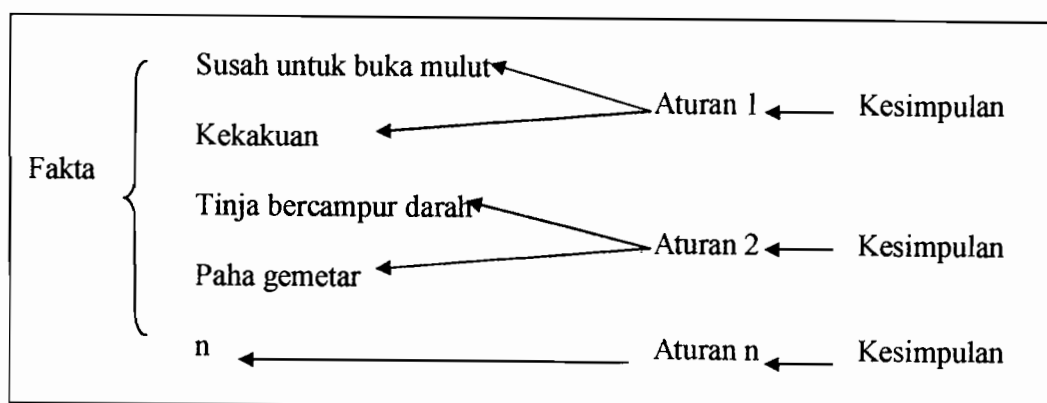 Susah untuk buka mulut
Aturan 1 Kesimpulan
Kekakuan
Fakta
Tinja bercampur darah
Aturan 2 Kesimpulan
Paha gemetar
n Aturan n Kesimpulan